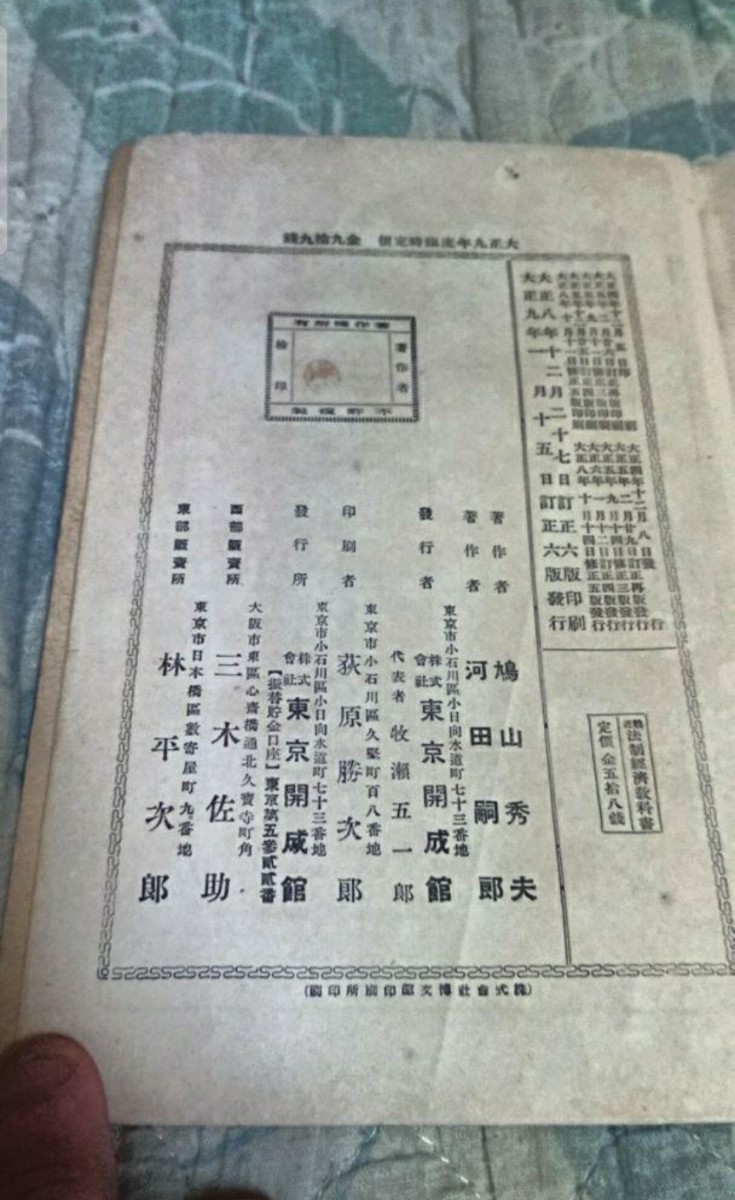 大正九年度臨時定價 金九拾九錢
大正八年十二月二十七日訂正六版印刷
大正九年一月十五日訂正六版發行
法制經濟教科書
定價金五拾八錢
著作權所有
著作者
檢印
不許複製
著作者 鳩山秀夫
著作者 河田嗣郎
發行者 東京市小石川區小日向水道町七十三番地
株式會社 東京開成館
代表者 牧瀬五一郎
印刷者 東京市小石川區久堅町百八番地
荻原勝次郎
發行所 東京市小石川區小日向水道町七十三番地
株式會社 東京開成館
【振替貯金口座】東京第五參貳貳番
西部販賣所 大阪市東區心齋橋通北久寶寺町角
三木佐助
東部販賣所 東京市日本橋區數寄屋町九番地
林平次郎
(株式會社博文館印刷所印刷)